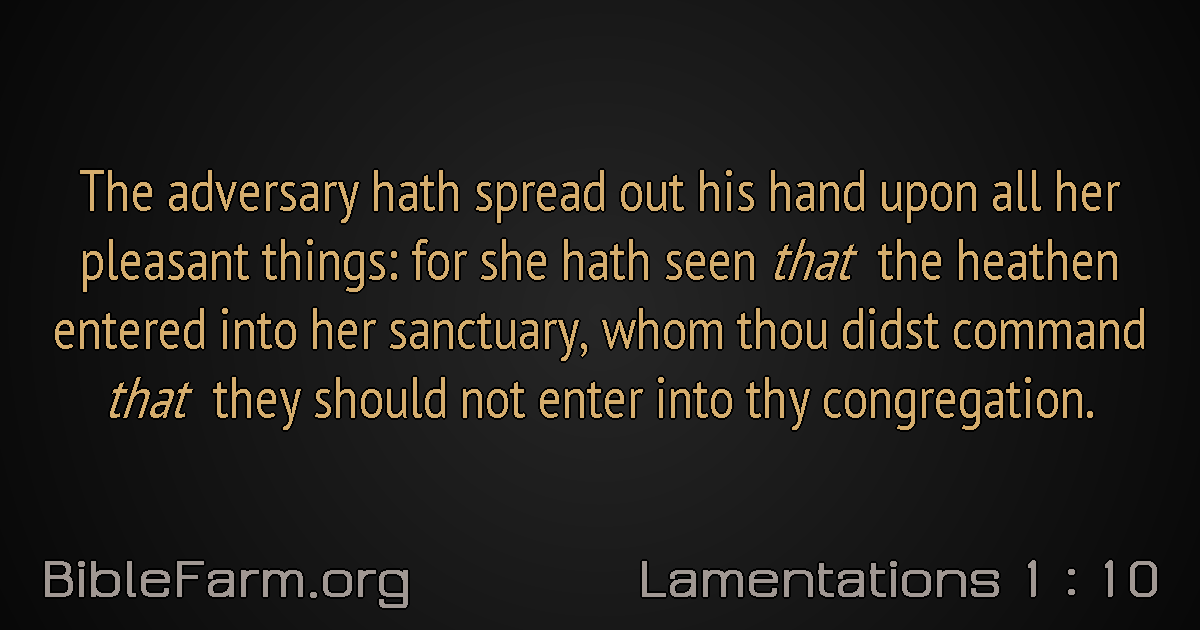 The adversary hath spread out his hand upon all her
pleasant things: for she hath seen that the heathen
entered into her sanctuary, whom thou didst command
that they should not enter into thy congregation.
BibleFarm.org
Lamentations 1 : 10